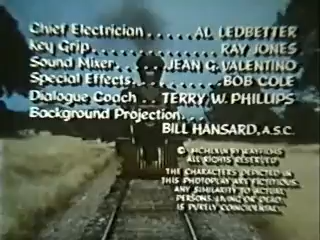 Chief Electrician . . . . . AL LEDBETTER
Key Grip . . . . . . . . . . . . . . RAY JONES
Sound Mixer . . . . JEAN G. VALENTINO
Special Effects . . . . . . . . . . BOB COLE
Dialogue Coach . . TERRY W. PHILLIPS
Background Projection . . .
BILL HANSARD, A.S.C.
© BY
ALL RIGHTS RESERVED
THE CHARACTERS DEPICTED IN
THIS PHOTOPLAY ARE FICTITIOUS.
ANY SIMILARITY TO ACTUAL
PERSONS, LIVING OR DEAD,
IS PURELY COINCIDENTAL.